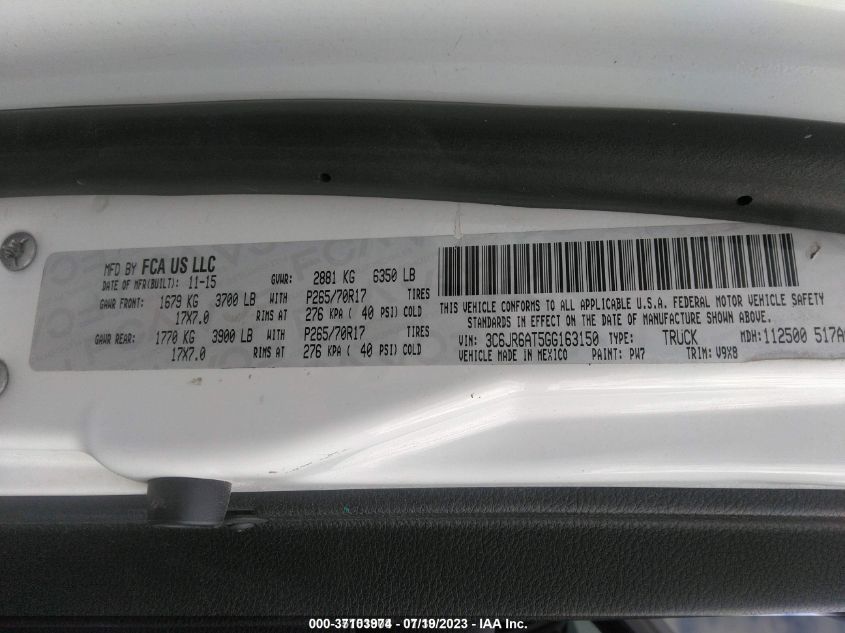 MFD BY FCA US LLC
DATE OF MFR(BUILT): 11-15 GVWR: 2881 KG 6350 LB
GAWR FRONT: 1679 KG 3700 LB WITH P265/70R17 TIRES
17X7.0 RIMS AT 276 KPA ( 40 PSI) COLD
GAWR REAR: 1770 KG 3900 LB WITH P265/70R17 TIRES
17X7.0 RIMS AT 276 KPA ( 40 PSI) COLD
THIS VEHICLE CONFORMS TO ALL APPLICABLE U.S.A. FEDERAL MOTOR VEHICLE SAFETY
STANDARDS IN EFFECT ON THE DATE OF MANUFACTURE SHOWN ABOVE.
VIN: 3C6JR6AT5GG163150 TYPE: TRUCK MDH: 112500 517A
VEHICLE MADE IN MEXICO PAINT: PW7 TRIM: V9X8
/ 07/19/2023 - IAA Inc.